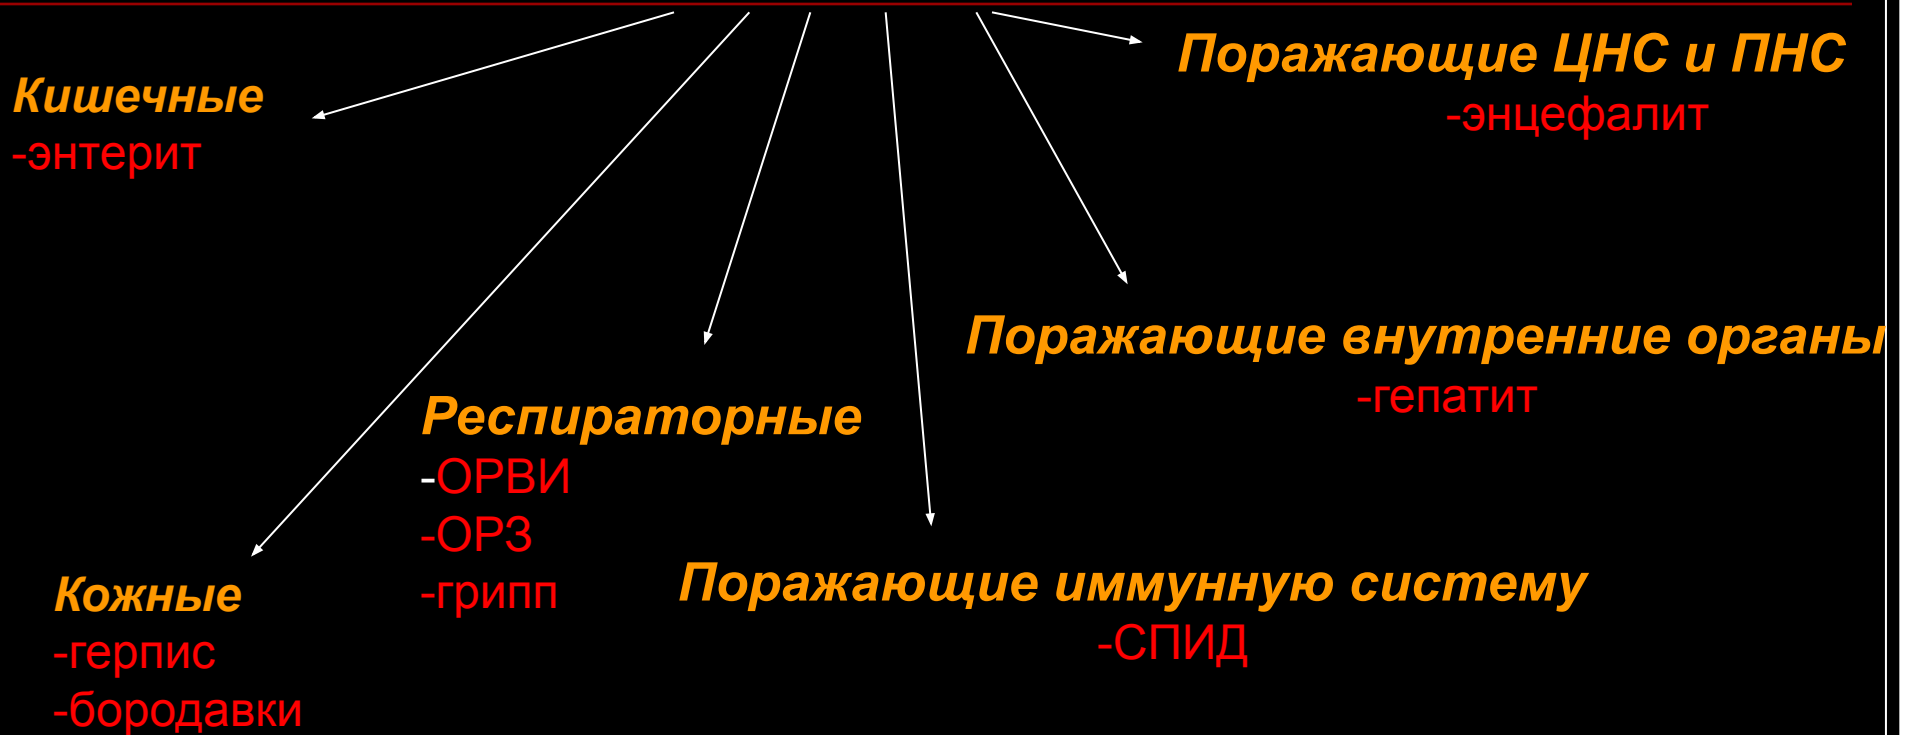 Поражающие ЦНС и ПНС
-энцефалит
Кишечные
-энтерит
Поражающие внутренние органы
-гепатит
Респираторные
-ОРВИ
-ОРЗ
-грипп
Поражающие иммунную систему
-СПИД
Кожные
-герпис
-бородавки